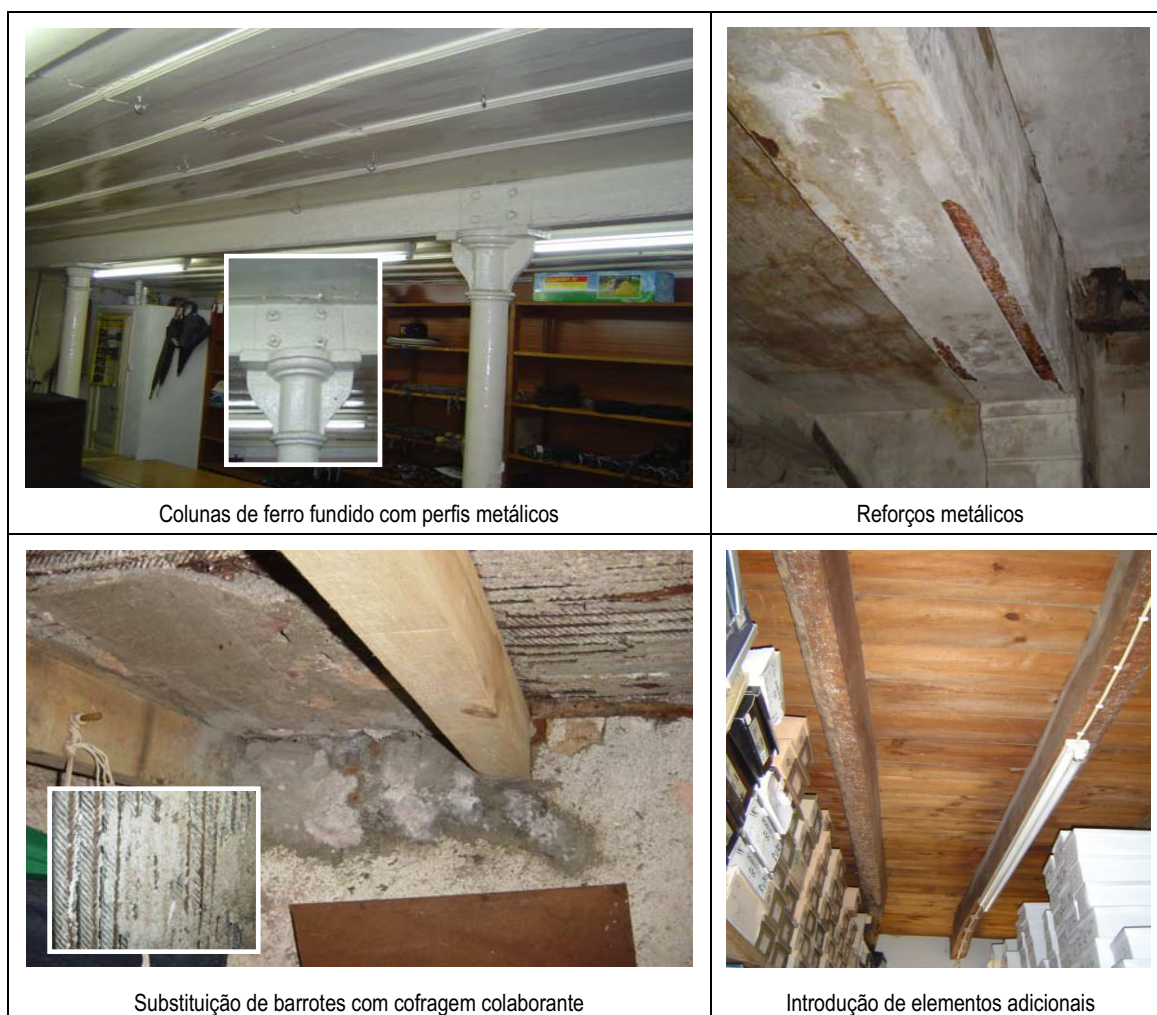 Colunas de ferro fundido com perfis metálicos
Reforços metálicos
Substituição de barrotes com cofragem colaborante
Introdução de elementos adicionais